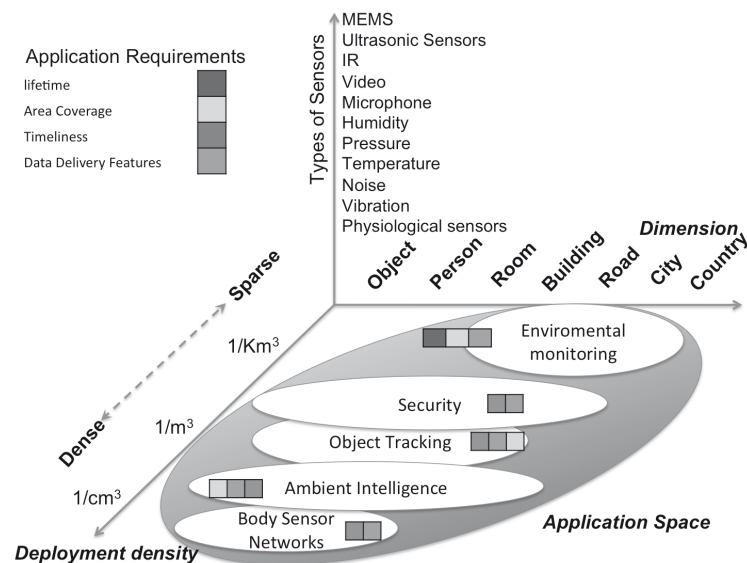 Application Requirements
lifetime
Area Coverage
Timeliness
Data Delivery Features
Types of Sensors
MEMS
Ultrasonic Sensors
IR
Video
Microphone
Humidity
Pressure
Temperature
Noise
Vibration
Physiological sensors
Dimension
Object
Person
Room
Building
Road
City
Country
Sparse
Dense
1/Km³
1/m³
1/cm³
Deployment density
Enviromental
monitoring
Security
Object Tracking
Ambient Intelligence
Body Sensor
Networks
Application Space